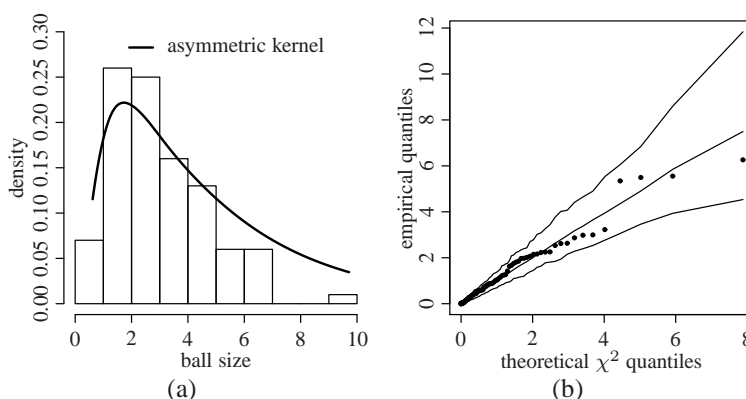 asymmetric kernel
density
0.00 0.05 0.10 0.15 0.20 0.25 0.30
0 2 4 6 8 10
ball size
(a)
empirical quantiles
0 2 4 6 8 10 12
0 2 4 6 8
theoretical χ² quantiles
(b)